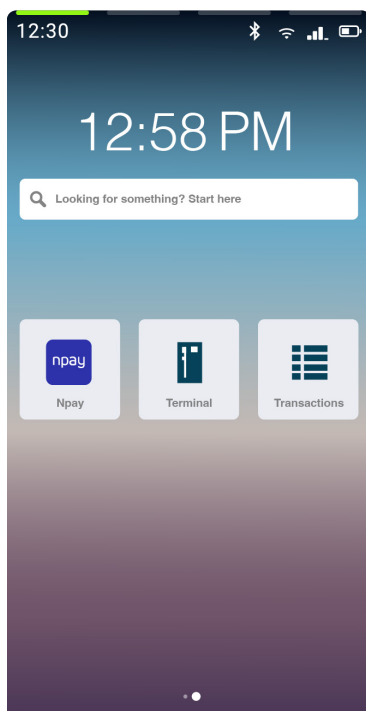 12:30
12:58 PM
Looking for something? Start here
npay
Npay
Terminal
Transactions